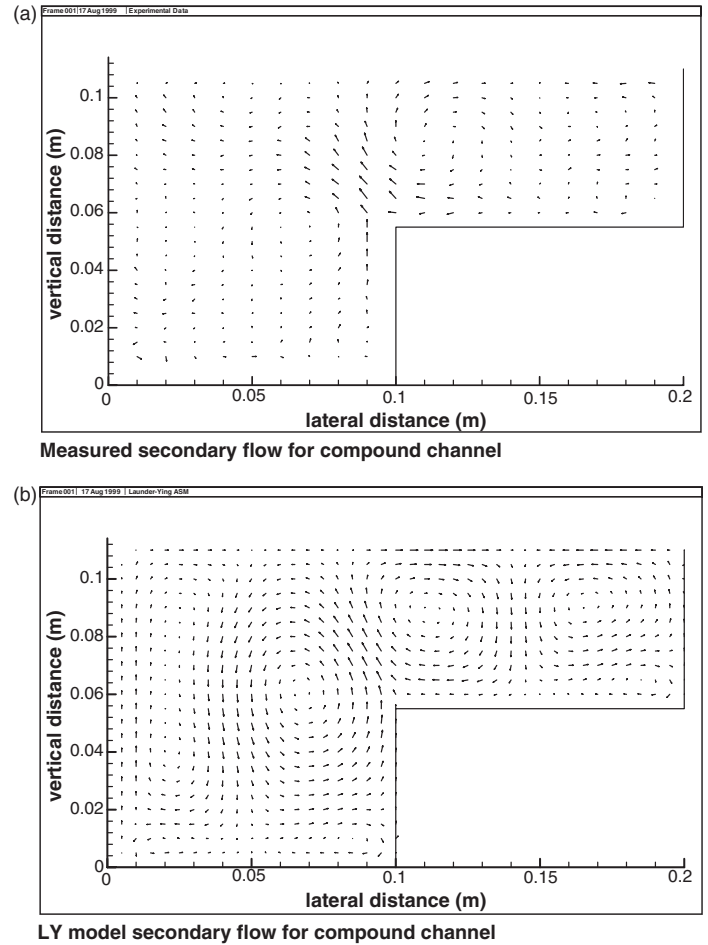 (a)
Frame 001 | 17 Aug 1999 | Experimental Data
vertical distance (m)
0.1
0.08
0.06
0.04
0.02
0
0 0.05 0.1 0.15 0.2
lateral distance (m)
Measured secondary flow for compound channel
(b)
Frame 001 | 17 Aug 1999 | Launder-Ying ASM
vertical distance (m)
0.1
0.08
0.06
0.04
0.02
0
0 0.05 0.1 0.15 0.2
lateral distance (m)
LY model secondary flow for compound channel